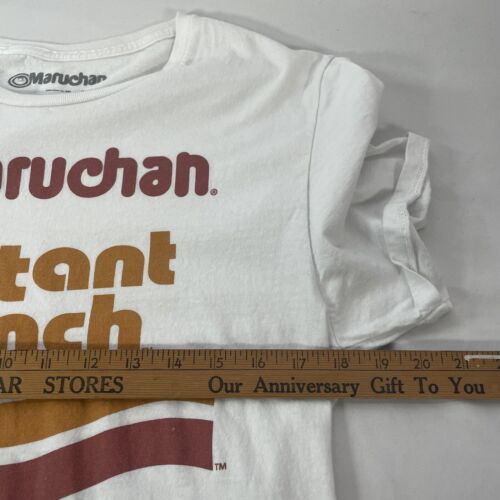 Maruchan
aruchan®
tant
nch
10 11 12 13 14 15 16 17 18 19 20 21
AR STORES Our Anniversary Gift To You
TM